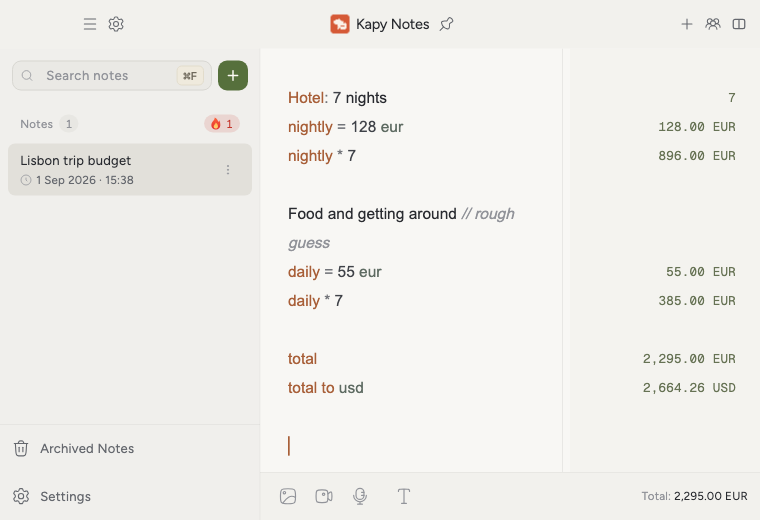 Kapy Notes
Search notes
⌘F
+
Notes 1
1
Lisbon trip budget
1 Sep 2026 · 15:38
Archived Notes
Settings
Hotel: 7 nights
7
nightly = 128 eur
128.00 EUR
nightly * 7
896.00 EUR
Food and getting around // rough
guess
daily = 55 eur
55.00 EUR
daily * 7
385.00 EUR
total
2,295.00 EUR
total to usd
2,664.26 USD
Total: 2,295.00 EUR